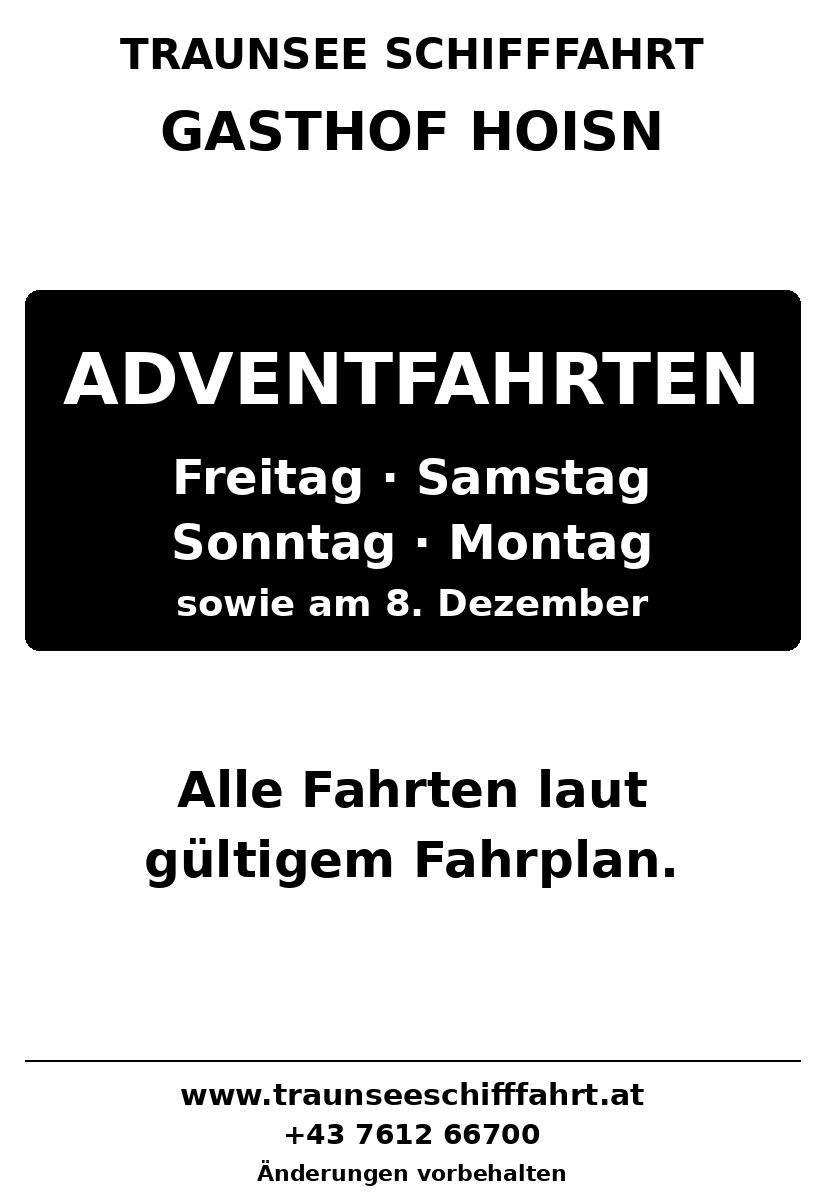 TRAUNSEE SCHIFFFAHRT
GASTHOF HOISN
ADVENTFAHRTEN
Freitag · Samstag
Sonntag · Montag
sowie am 8. Dezember
Alle Fahrten laut
gültigem Fahrplan.
www.traunseeschifffahrt.at
+43 7612 66700
Änderungen vorbehalten